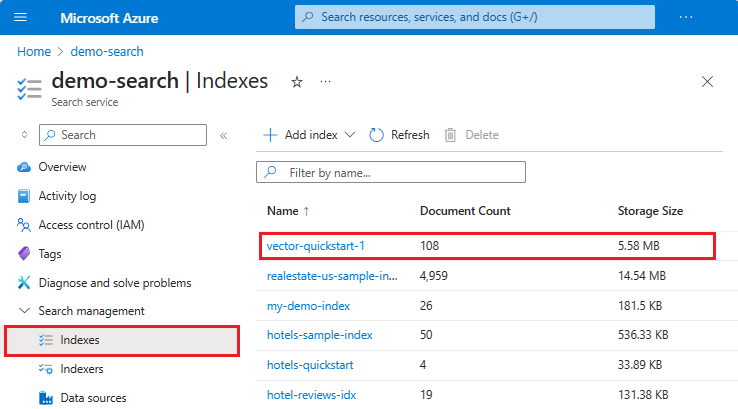 Microsoft Azure
Search resources, services, and docs (G+/)
...
Home > demo-search
demo-search | Indexes
...
Search service
Search
«
Overview
Activity log
Access control (IAM)
Tags
Diagnose and solve problems
Search management
Indexes
Indexers
Data sources
Add index
Refresh
Delete
Filter by name...
Name ↑ Document Count Storage Size
vector-quickstart-1 108 5.58 MB
realestate-us-sample-in... 4,959 14.54 MB
my-demo-index 26 181.5 KB
hotels-sample-index 50 536.33 KB
hotels-quickstart 4 33.89 KB
hotel-reviews-idx 19 131.38 KB